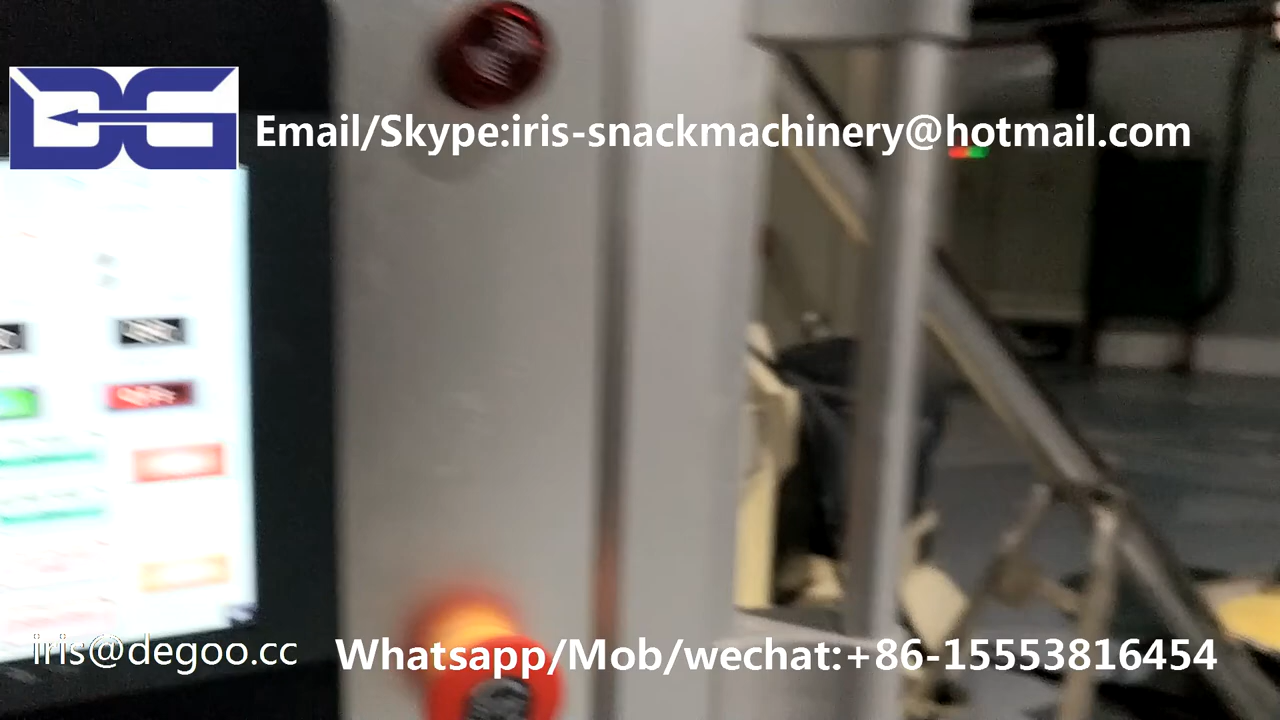 DG
Email/Skype:iris-snackmachinery@hotmail.com
iris@degoo.cc
Whatsapp/Mob/wechat:+86-15553816454